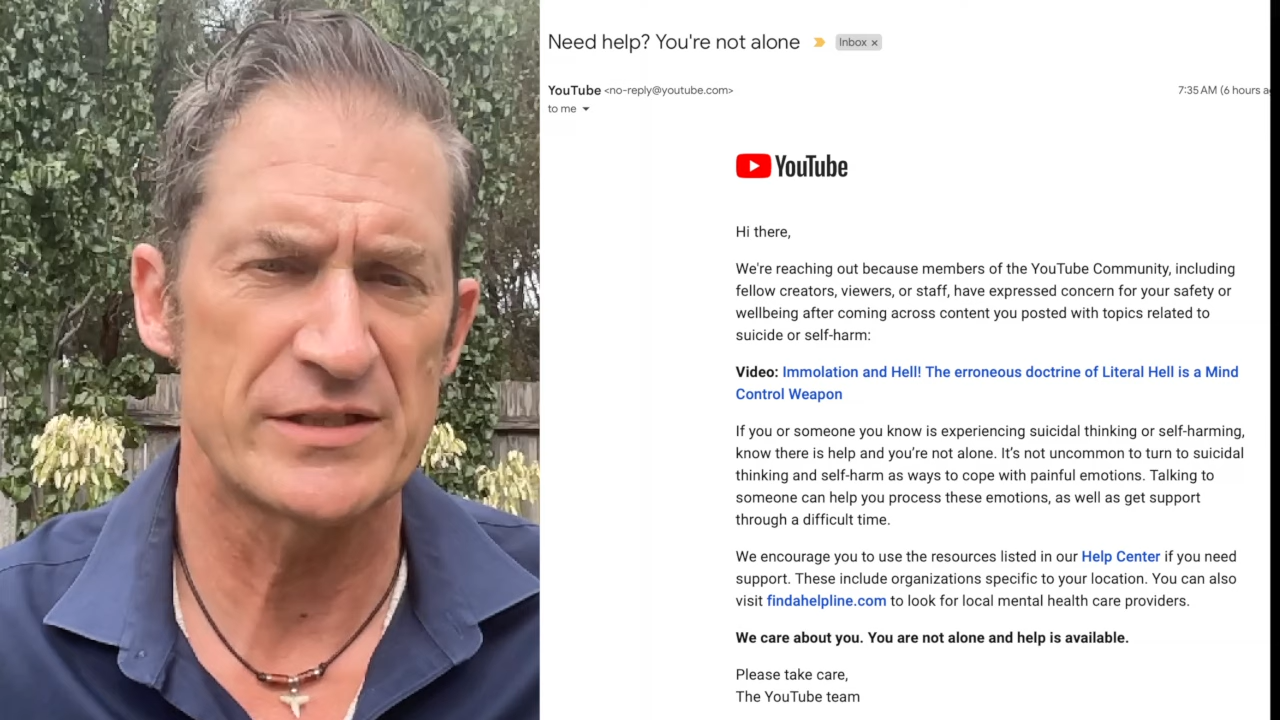 Need help? You're not alone
Inbox x
YouTube <no-reply@youtube.com>
7:35 AM (6 hours a
to me
YouTube
Hi there,
We're reaching out because members of the YouTube Community, including
fellow creators, viewers, or staff, have expressed concern for your safety or
wellbeing after coming across content you posted with topics related to
suicide or self-harm:
Video: Immolation and Hell! The erroneous doctrine of Literal Hell is a Mind
Control Weapon
If you or someone you know is experiencing suicidal thinking or self-harming,
know there is help and you’re not alone. It’s not uncommon to turn to suicidal
thinking and self-harm as ways to cope with painful emotions. Talking to
someone can help you process these emotions, as well as get support
through a difficult time.
We encourage you to use the resources listed in our Help Center if you need
support. These include organizations specific to your location. You can also
visit findahelpline.com to look for local mental health care providers.
We care about you. You are not alone and help is available.
Please take care,
The YouTube team